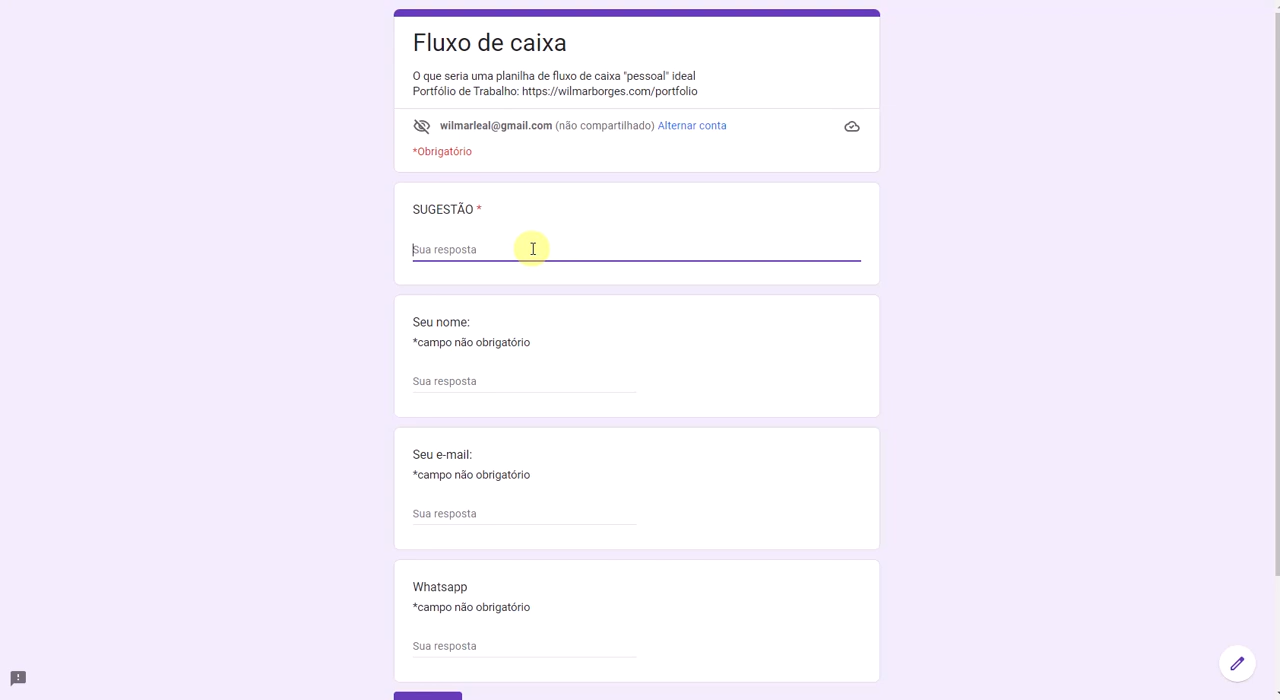 Fluxo de caixa
O que seria uma planilha de fluxo de caixa "pessoal" ideal
Portfólio de Trabalho: https://wilmarborges.com/portfolio
wilmarleal@gmail.com (não compartilhado) Alternar conta
*Obrigatório
SUGESTÃO *
Sua resposta
Seu nome:
*campo não obrigatório
Sua resposta
Seu e-mail:
*campo não obrigatório
Sua resposta
Whatsapp
*campo não obrigatório
Sua resposta